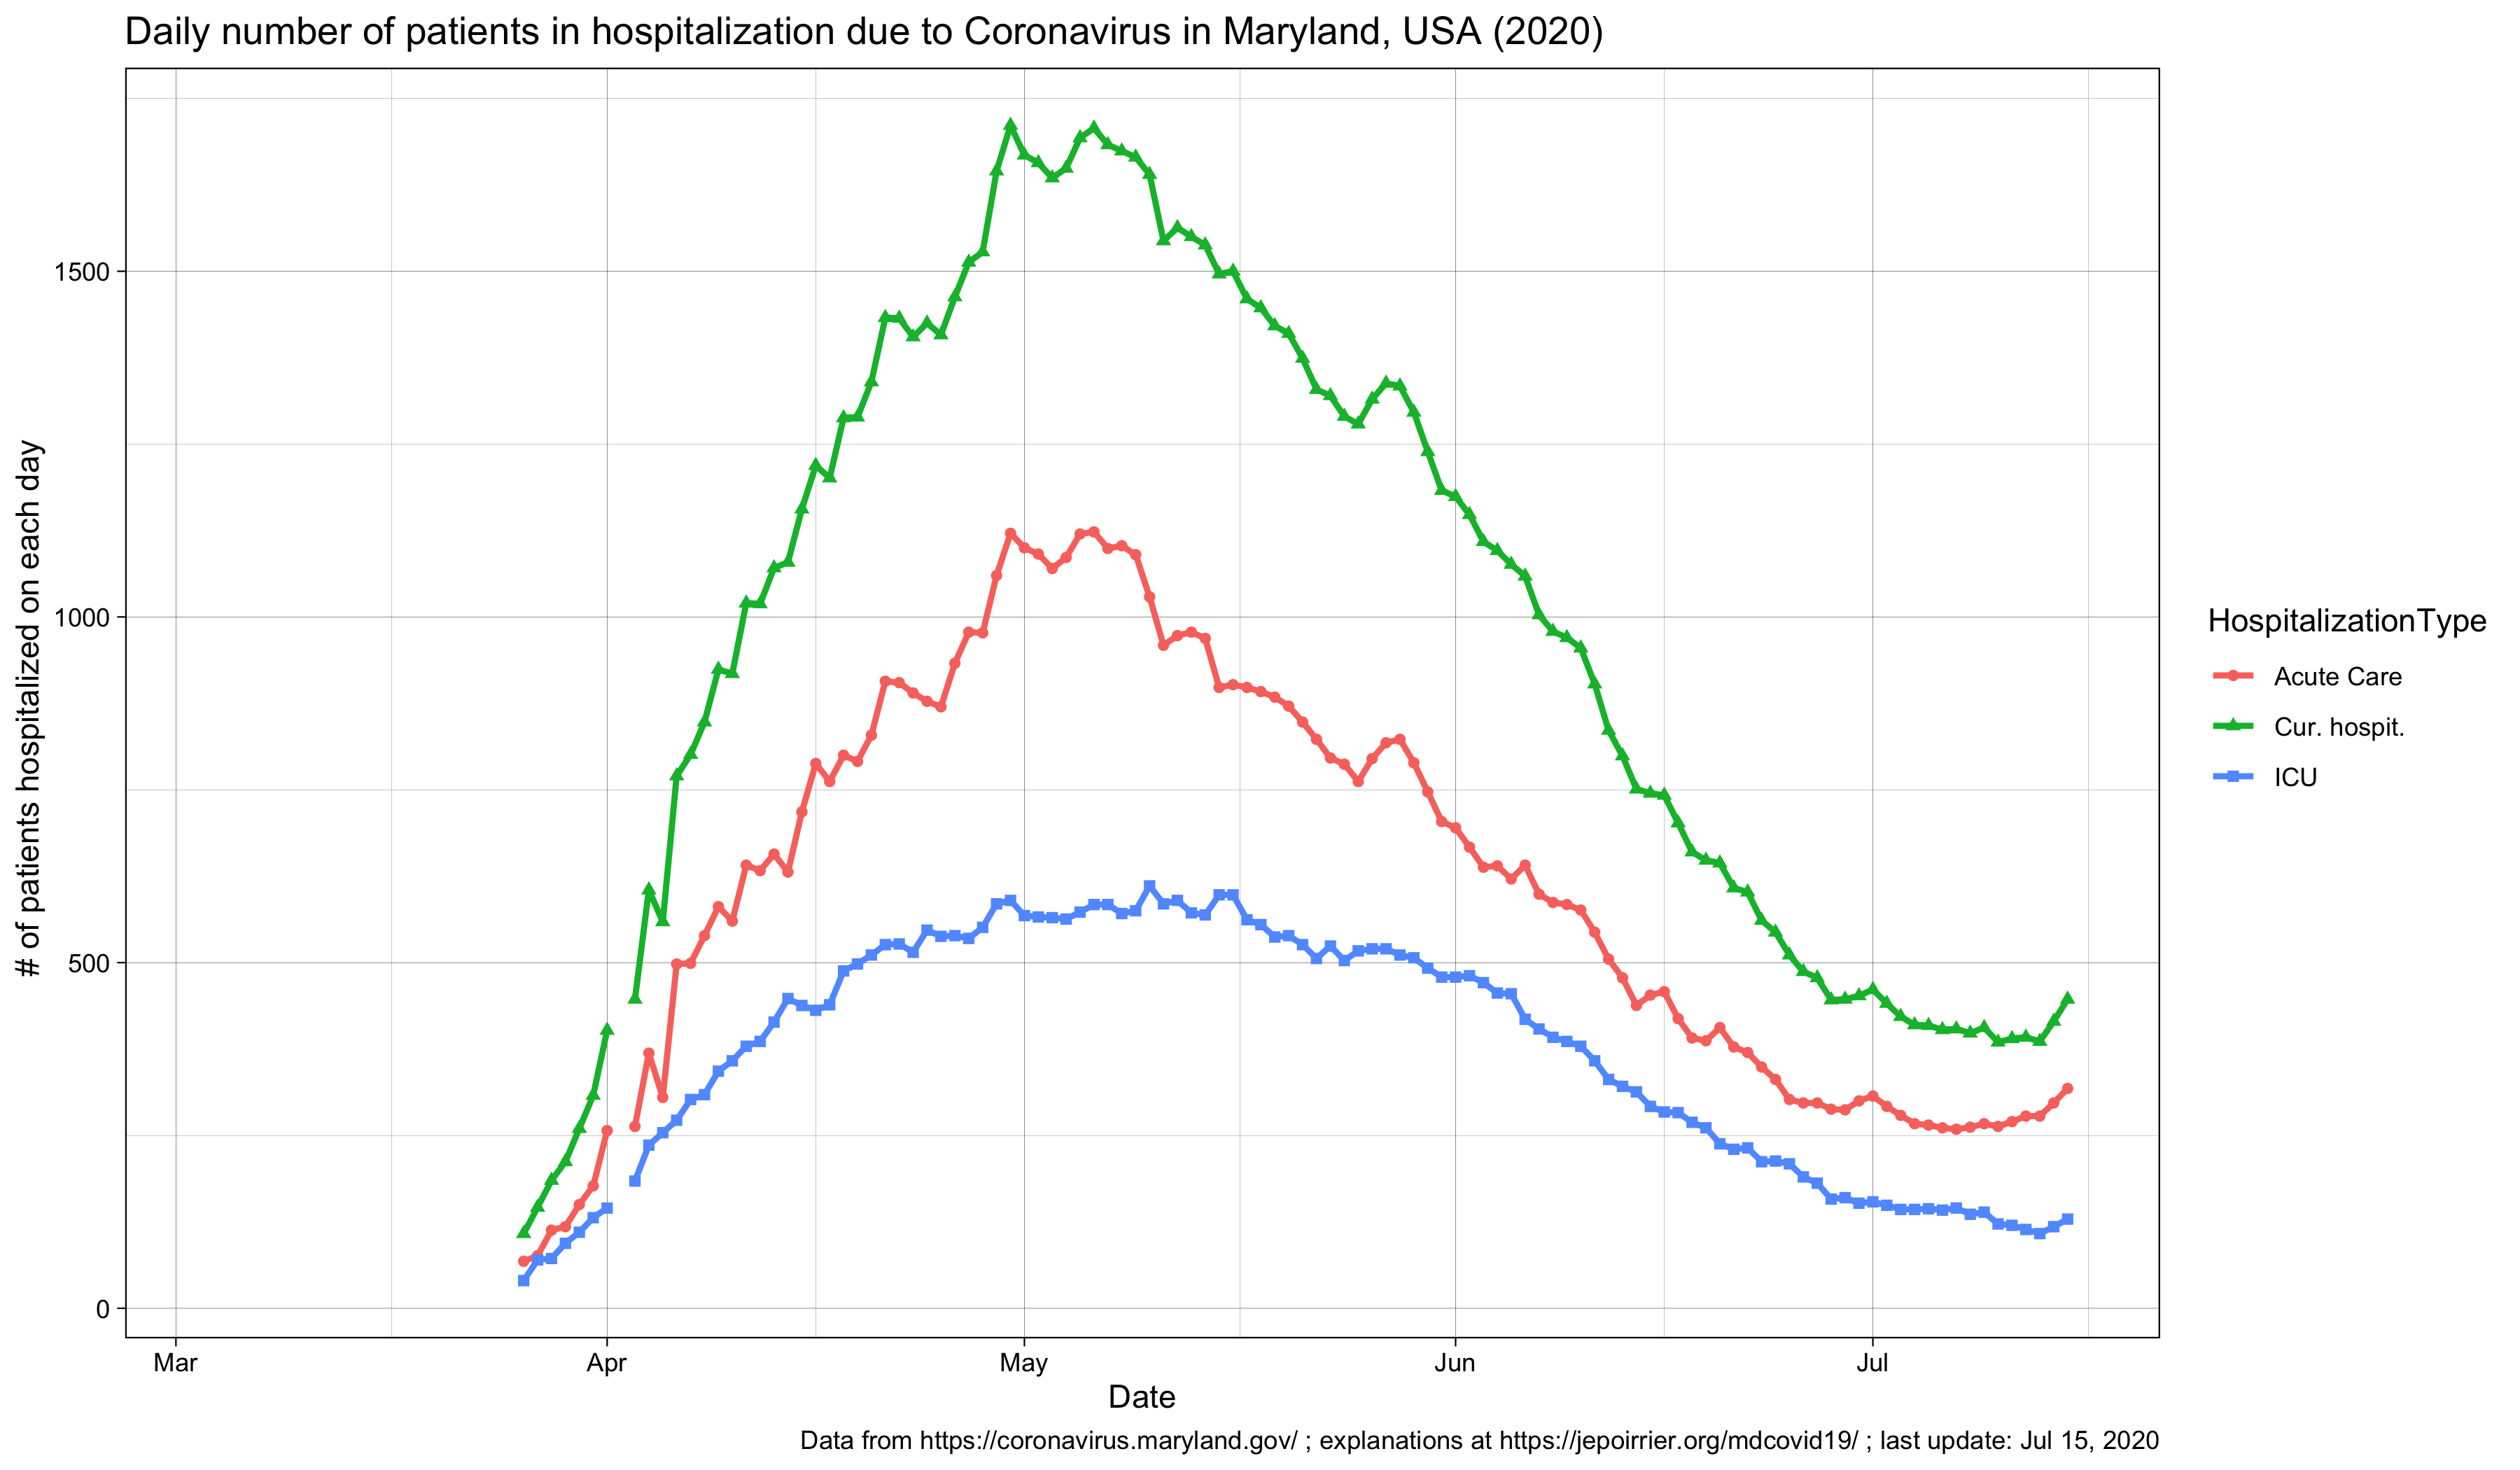 Daily number of patients in hospitalization due to Coronavirus in Maryland, USA (2020)
# of patients hospitalized on each day
1500
1000
500
0
Mar Apr May Jun Jul
Date
HospitalizationType
Acute Care
Cur. hospit.
ICU
Data from https://coronavirus.maryland.gov/ ; explanations at https://jepoirrier.org/mdcovid19/ ; last update: Jul 15, 2020